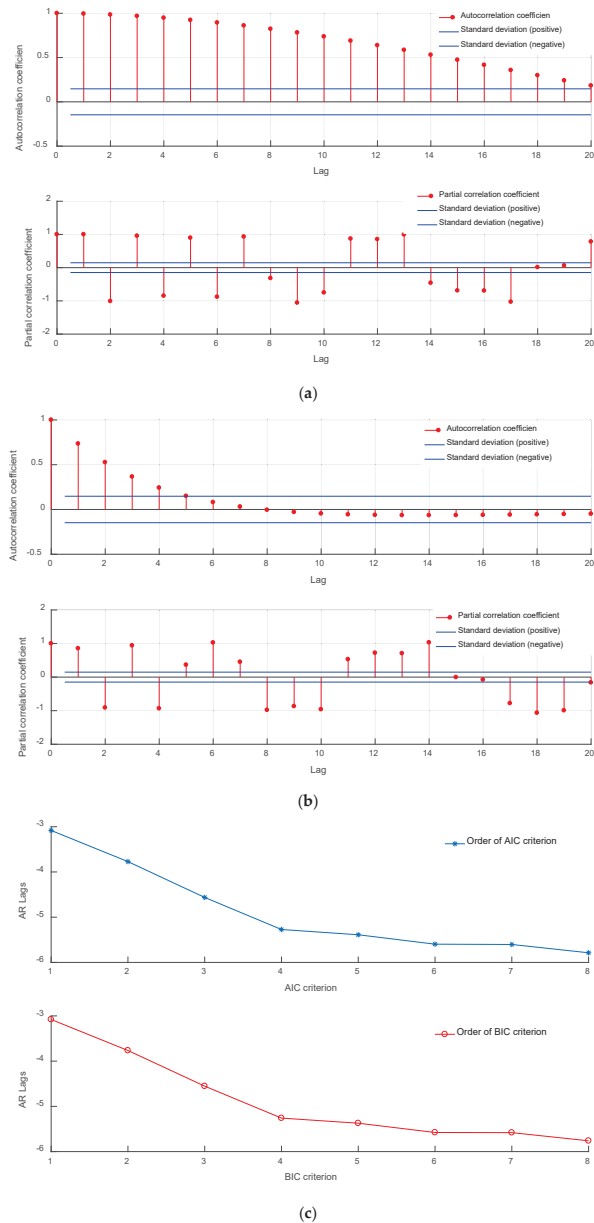 1
0.5
0
-0.5
Autocorrelation coefficient
Autocorrelation coefficien
Standard deviation (positive)
Standard deviation (negative)
0 2 4 6 8 10 12 14 16 18 20
Lag
2
1
0
-1
-2
Partial correlation coefficient
Partial correlation coefficient
Standard deviation (positive)
Standard deviation (negative)
0 2 4 6 8 10 12 14 16 18 20
Lag
(a)
1
0.5
0
-0.5
Autocorrelation coefficient
Autocorrelation coefficien
Standard deviation (positive)
Standard deviation (negative)
0 2 4 6 8 10 12 14 16 18 20
Lag
2
1
0
-1
-2
Partial correlation coefficient
Partial correlation coefficient
Standard deviation (positive)
Standard deviation (negative)
0 2 4 6 8 10 12 14 16 18 20
Lag
(b)
-3
-4
-5
-6
AR Lags
Order of AIC criterion
1 2 3 4 5 6 7 8
AIC criterion
-3
-4
-5
-6
AR Lags
Order of BIC criterion
1 2 3 4 5 6 7 8
BIC criterion
(c)